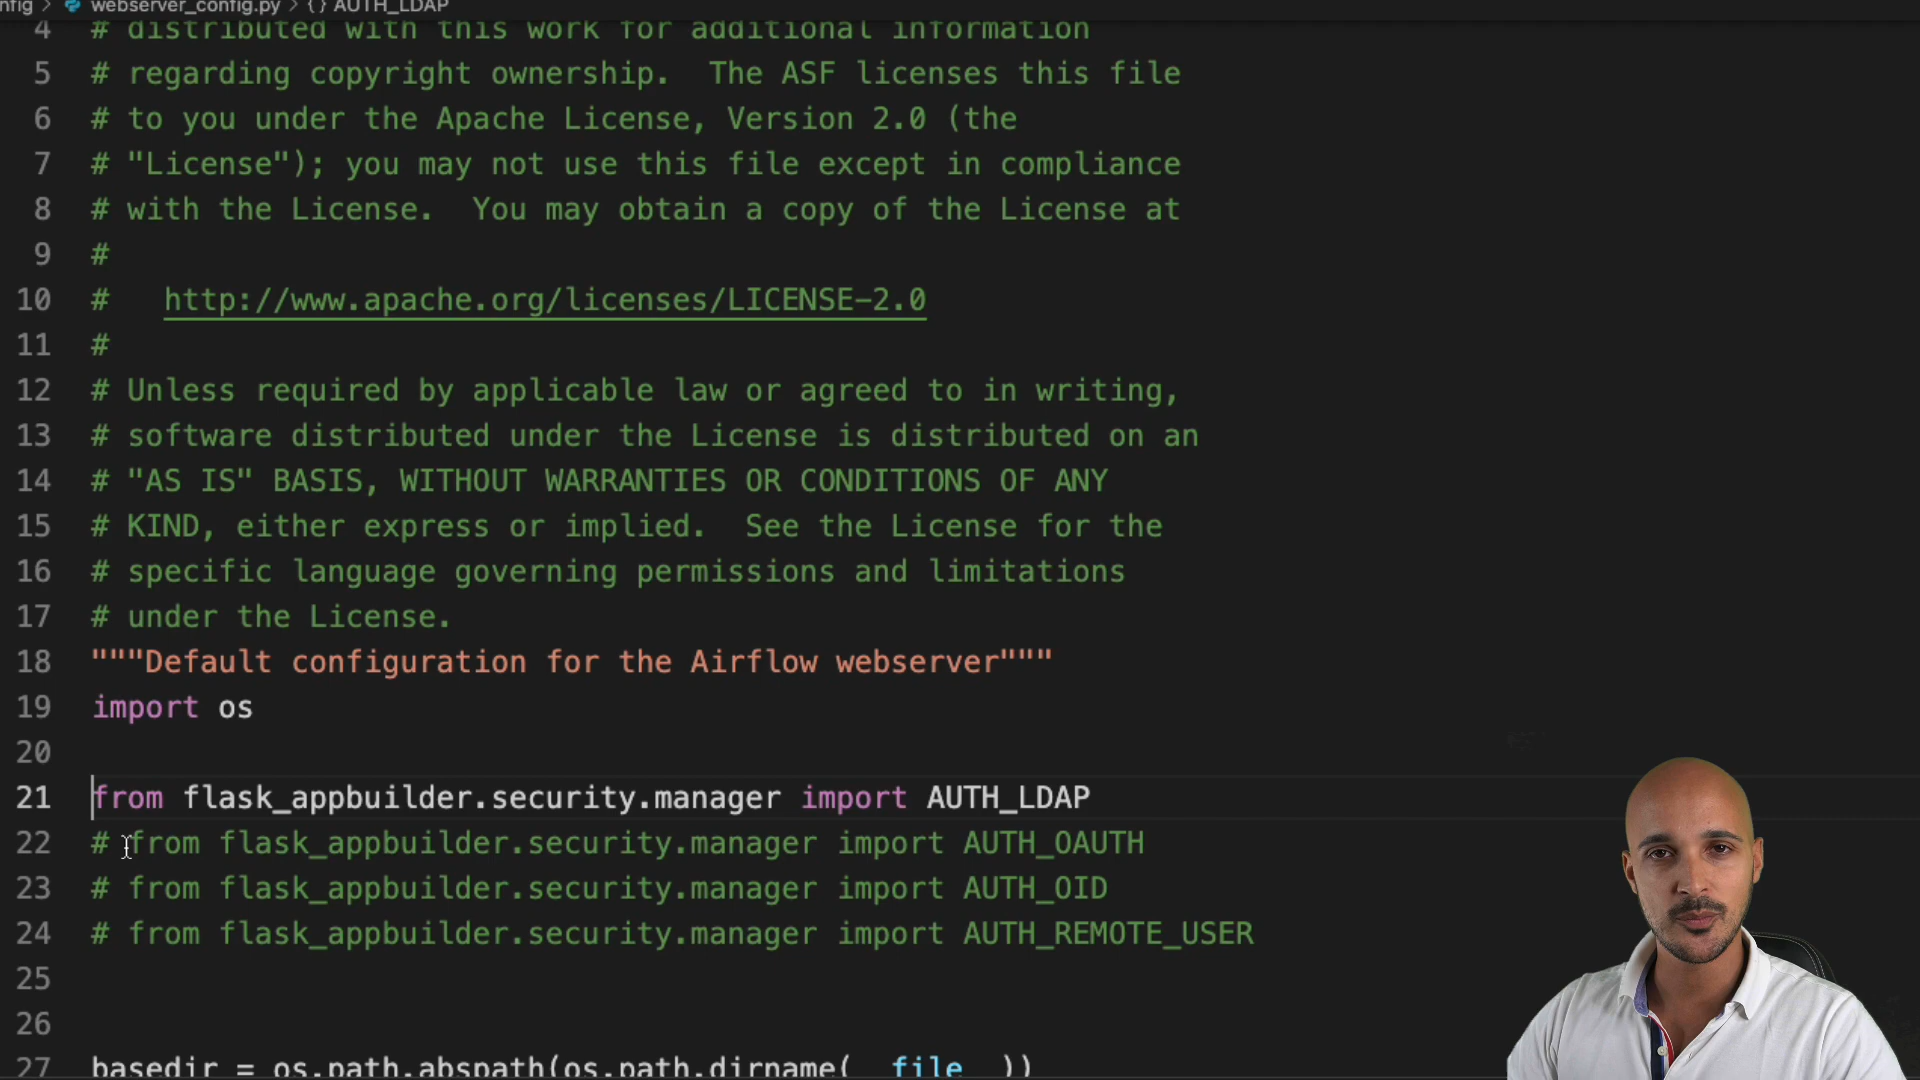 nfig > webserver_config.py > {} AUTH_LDAP
4 # distributed with this work for additional information
5 # regarding copyright ownership.  The ASF licenses this file
6 # to you under the Apache License, Version 2.0 (the
7 # "License"); you may not use this file except in compliance
8 # with the License.  You may obtain a copy of the License at
9 #
10 #   http://www.apache.org/licenses/LICENSE-2.0
11 #
12 # Unless required by applicable law or agreed to in writing,
13 # software distributed under the License is distributed on an
14 # "AS IS" BASIS, WITHOUT WARRANTIES OR CONDITIONS OF ANY
15 # KIND, either express or implied.  See the License for the
16 # specific language governing permissions and limitations
17 # under the License.
18 """Default configuration for the Airflow webserver"""
19 import os
20
21 from flask_appbuilder.security.manager import AUTH_LDAP
22 # from flask_appbuilder.security.manager import AUTH_OAUTH
23 # from flask_appbuilder.security.manager import AUTH_OID
24 # from flask_appbuilder.security.manager import AUTH_REMOTE_USER
25
26
27 basedir = os.path.abspath(os.path.dirname(__file__))